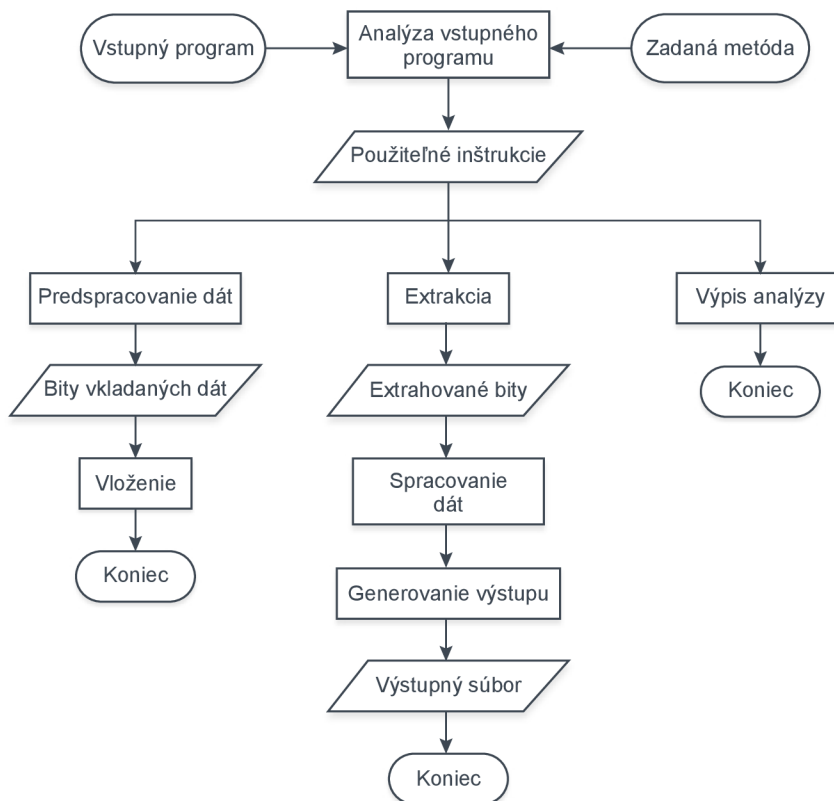 Vstupný program
Analýza vstupného
programu
Zadaná metóda
Použiteľné inštrukcie
Predspracovanie dát
Extrakcia
Výpis analýzy
Bity vkladaných dát
Extrahované bity
Koniec
Vloženie
Spracovanie
dát
Koniec
Generovanie výstupu
Výstupný súbor
Koniec